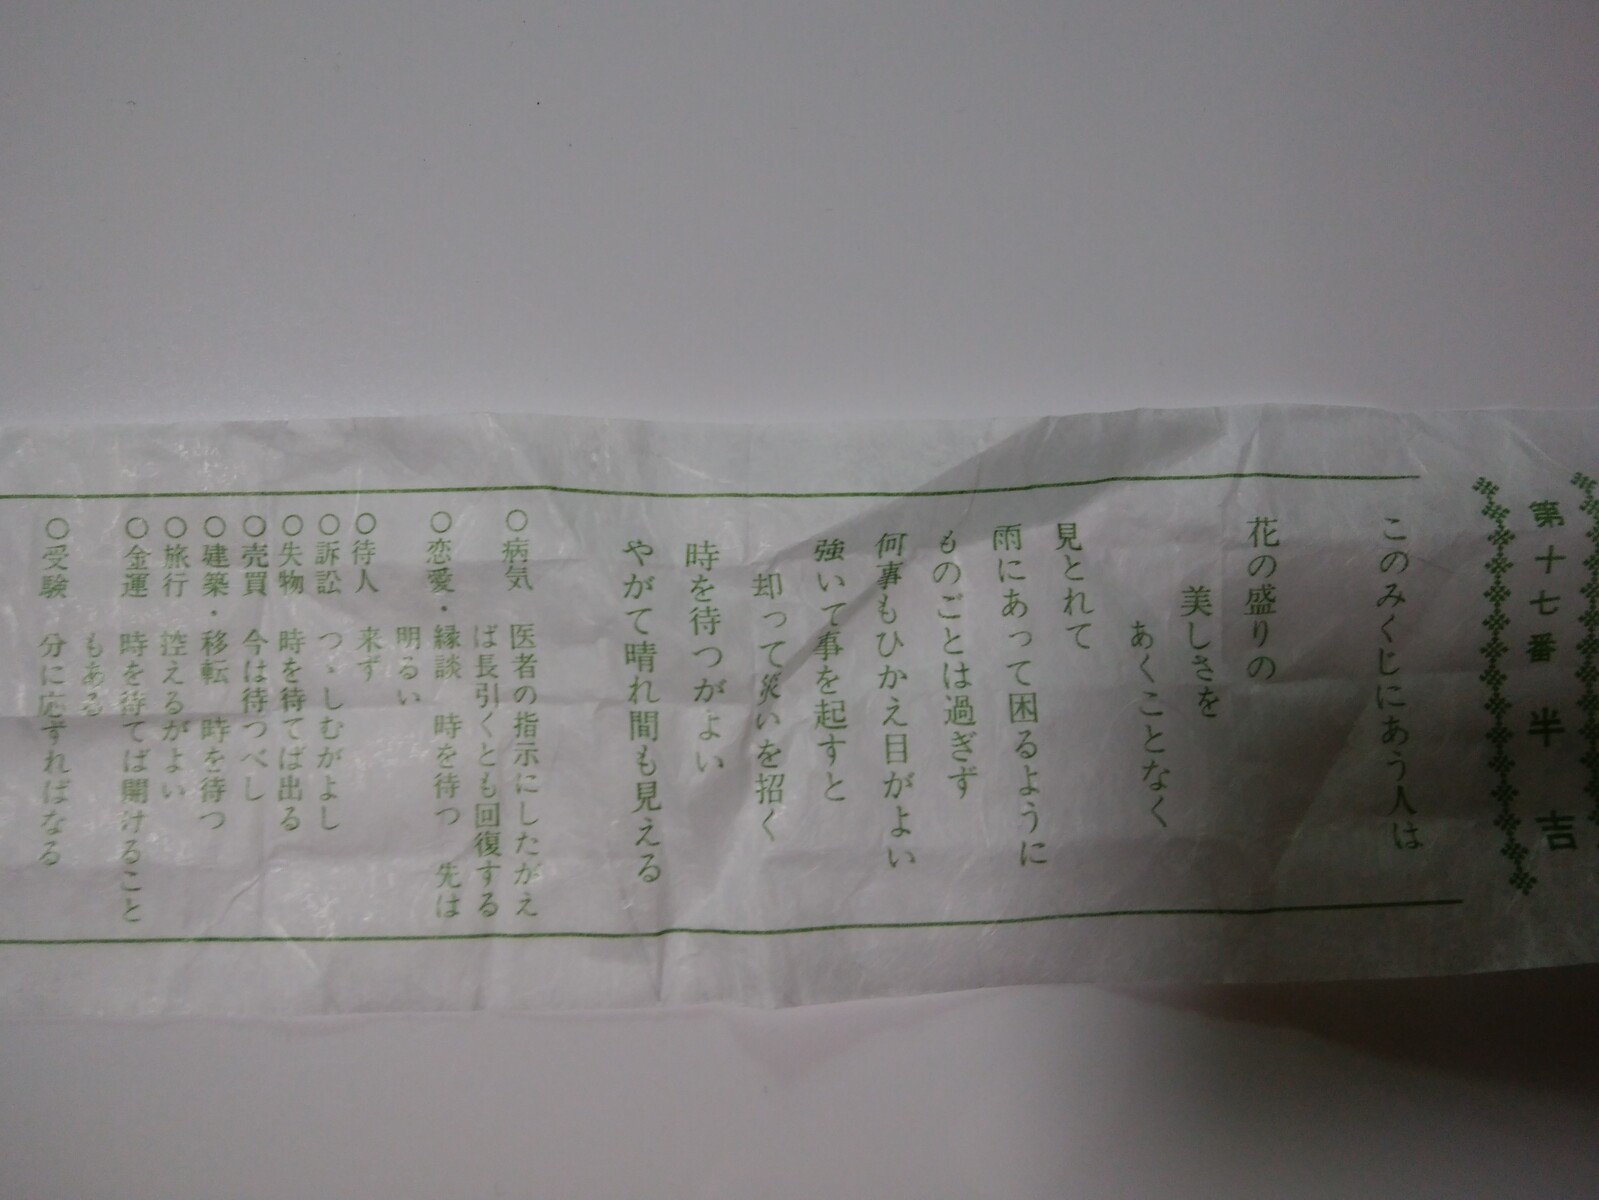 第十七番 半吉
このみくじにあう人は
花の盛りの
美しさを
あくことなく
見とれて
雨にあって困るように
ものごとは過ぎず
何事もひかえ目がよい
強いて事を起すと
却って災いを招く
時を待つがよい
やがて晴れ間も見える
○病気 医者の指示にしたがえ
ば長引くとも回復する
○恋愛・縁談 時を待つ 先は
明るい
○待人 来ず
○訴訟 つゝしむがよし
○失物 時を待てば出る
○売買 今は待つべし
○建築・移転 時を待つ
○旅行 控えるがよい
○金運 時を待てば開けること
もある
○受験 分に応ずればなる